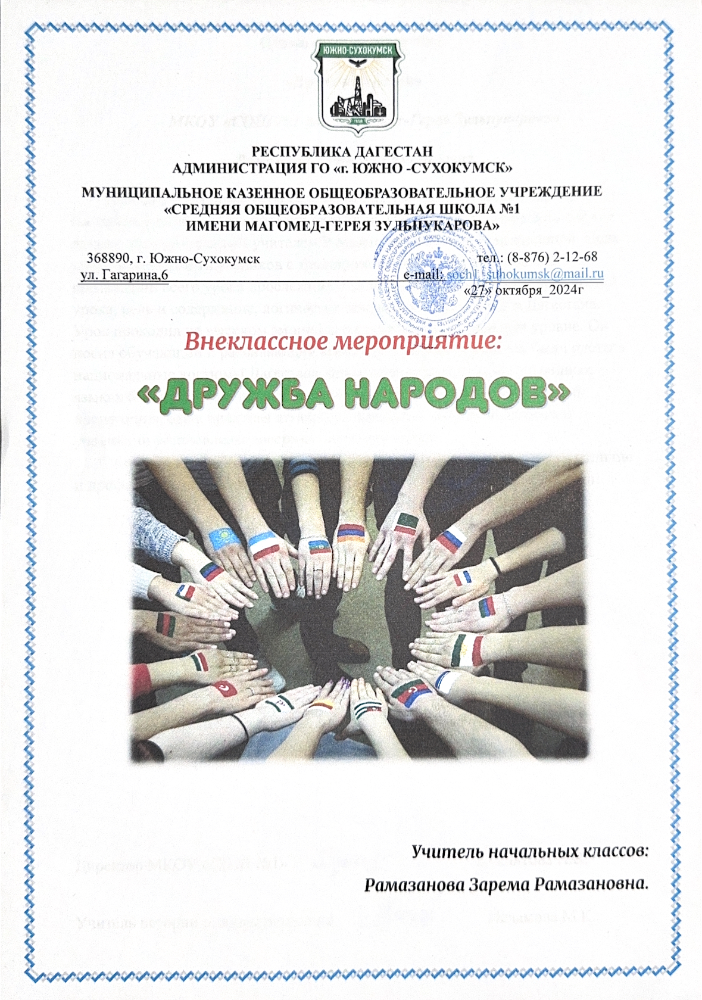 ЮЖНО-СУХОКУМСК
РЕСПУБЛИКА ДАГЕСТАН
АДМИНИСТРАЦИЯ ГО «г. ЮЖНО -СУХОКУМСК»
МУНИЦИПАЛЬНОЕ КАЗЕННОЕ ОБЩЕОБРАЗОВАТЕЛЬНОЕ УЧРЕЖДЕНИЕ
«СРЕДНЯЯ ОБЩЕОБРАЗОВАТЕЛЬНАЯ ШКОЛА №1
ИМЕНИ МАГОМЕД-ГЕРЕЯ ЗУЛЬПУКАРОВА»
368890, г. Южно-Сухокумск тел.: (8-876) 2-12-68
ул. Гагарина,6 e-mail: soch1_suhokumsk@mail.ru
«27» октября_2024г
Внеклассное мероприятие:
«ДРУЖБА НАРОДОВ»
Учитель начальных классов:
Рамазанова Зарема Рамазановна.